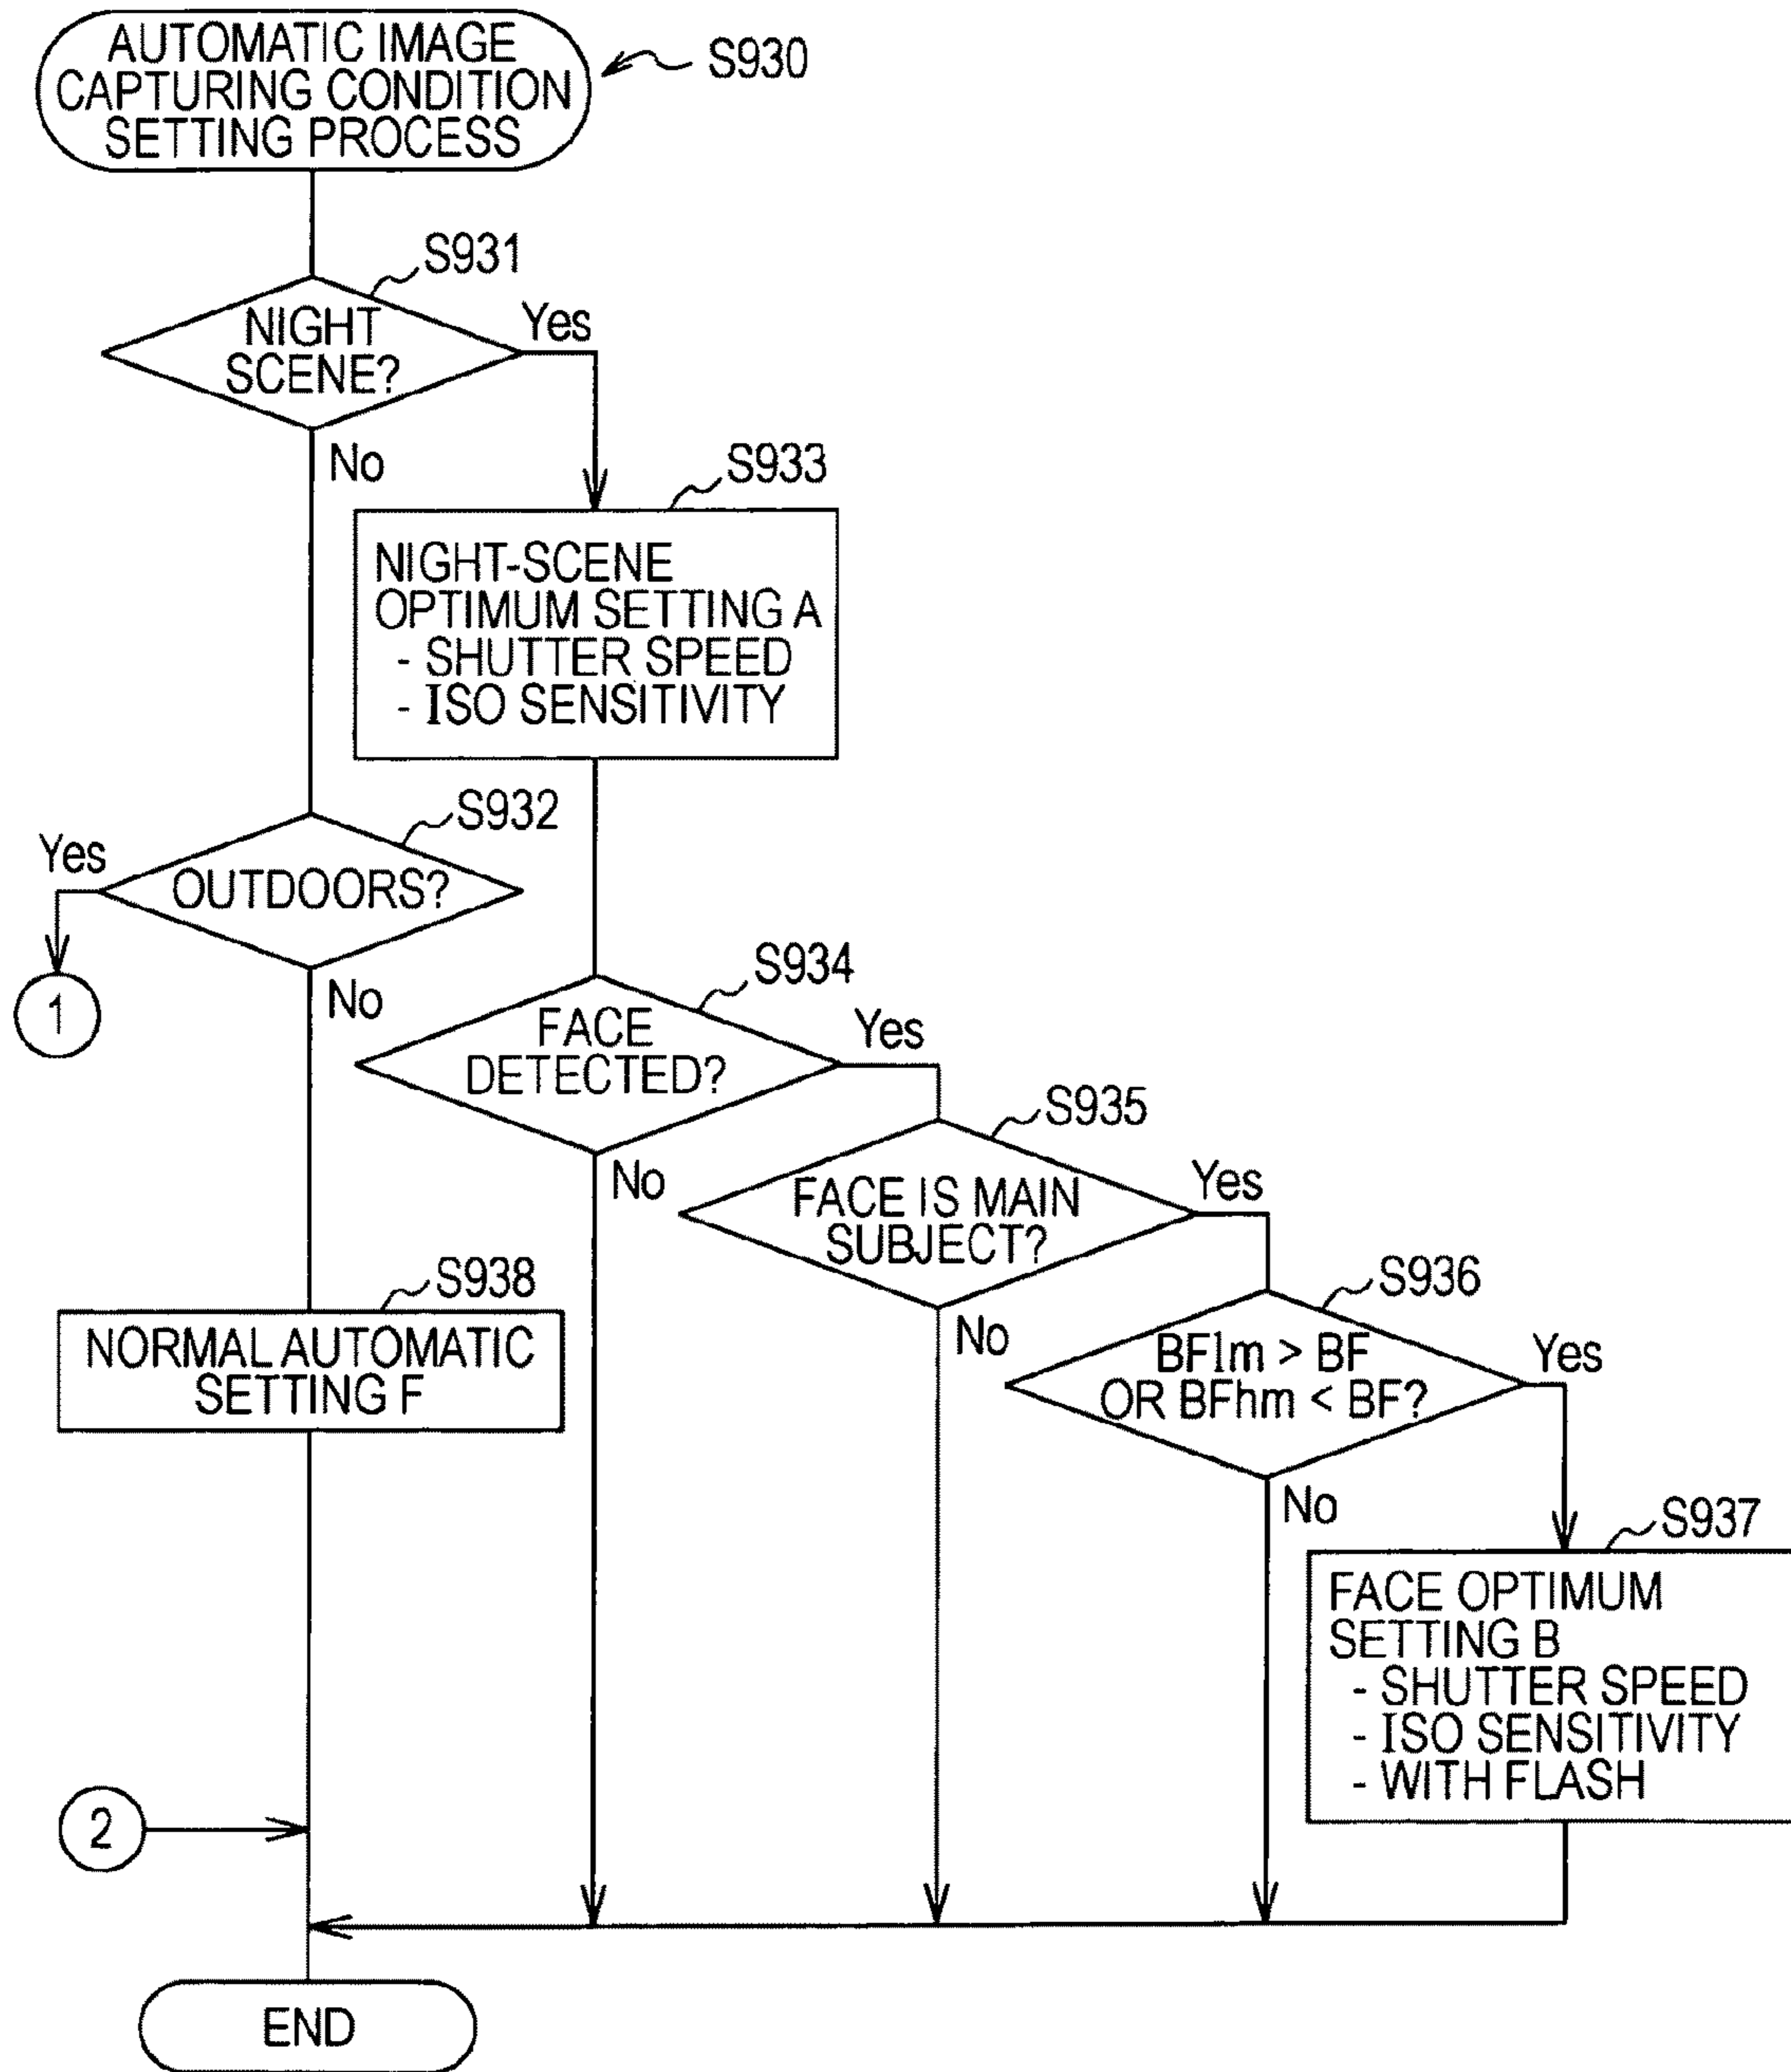 AUTOMATIC IMAGE
CAPTURING CONDITION
SETTING PROCESS
S930
S931
NIGHT
SCENE?
Yes
No
S933
NIGHT-SCENE
OPTIMUM SETTING A
- SHUTTER SPEED
- ISO SENSITIVITY
S932
Yes
OUTDOORS?
1
No
S934
FACE
DETECTED?
Yes
No
S935
FACE IS MAIN
SUBJECT?
Yes
No
S936
BFlm > BF
OR BFhm < BF?
Yes
No
S938
NORMAL AUTOMATIC
SETTING F
S937
FACE OPTIMUM
SETTING B
- SHUTTER SPEED
- ISO SENSITIVITY
- WITH FLASH
2
END